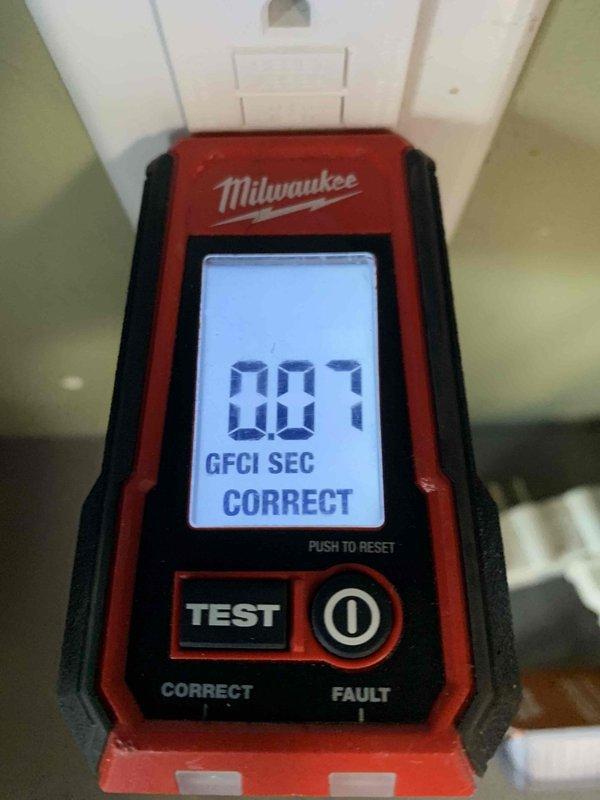 Milwaukee
0.07
GFCI SEC
CORRECT
PUSH TO RESET
TEST
CORRECT FAULT